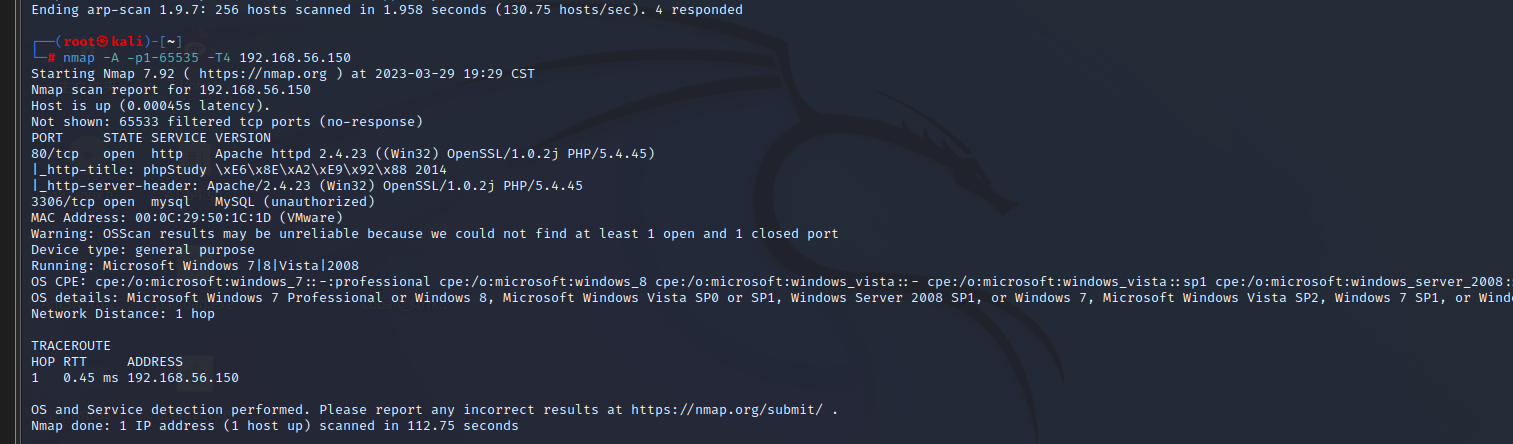 Ending arp-scan 1.9.7: 256 hosts scanned in 1.958 seconds (130.75 hosts/sec). 4 responded
┌──(root㉿kali)-[~]
└─# nmap -A -p1-65535 -T4 192.168.56.150
Starting Nmap 7.92 ( https://nmap.org ) at 2023-03-29 19:29 CST
Nmap scan report for 192.168.56.150
Host is up (0.00045s latency).
Not shown: 65533 filtered tcp ports (no-response)
PORT     STATE SERVICE VERSION
80/tcp   open  http    Apache httpd 2.4.23 ((Win32) OpenSSL/1.0.2j PHP/5.4.45)
|_http-title: phpStudy \xE6\x8E\xA2\xE9\x92\x88 2014
|_http-server-header: Apache/2.4.23 (Win32) OpenSSL/1.0.2j PHP/5.4.45
3306/tcp open  mysql   MySQL (unauthorized)
MAC Address: 00:0C:29:50:1C:1D (VMware)
Warning: OSScan results may be unreliable because we could not find at least 1 open and 1 closed port
Device type: general purpose
Running: Microsoft Windows 7|8|Vista|2008
OS CPE: cpe:/o:microsoft:windows_7::-:professional cpe:/o:microsoft:windows_8 cpe:/o:microsoft:windows_vista::- cpe:/o:microsoft:windows_vista::sp1 cpe:/o:microsoft:windows_server_2008:
OS details: Microsoft Windows 7 Professional or Windows 8, Microsoft Windows Vista SP0 or SP1, Windows Server 2008 SP1, or Windows 7, Microsoft Windows Vista SP2, Windows 7 SP1, or
Network Distance: 1 hop
TRACEROUTE
HOP RTT     ADDRESS
1   0.45 ms 192.168.56.150
OS and Service detection performed. Please report any incorrect results at https://nmap.org/submit/ .
Nmap done: 1 IP address (1 host up) scanned in 112.75 seconds